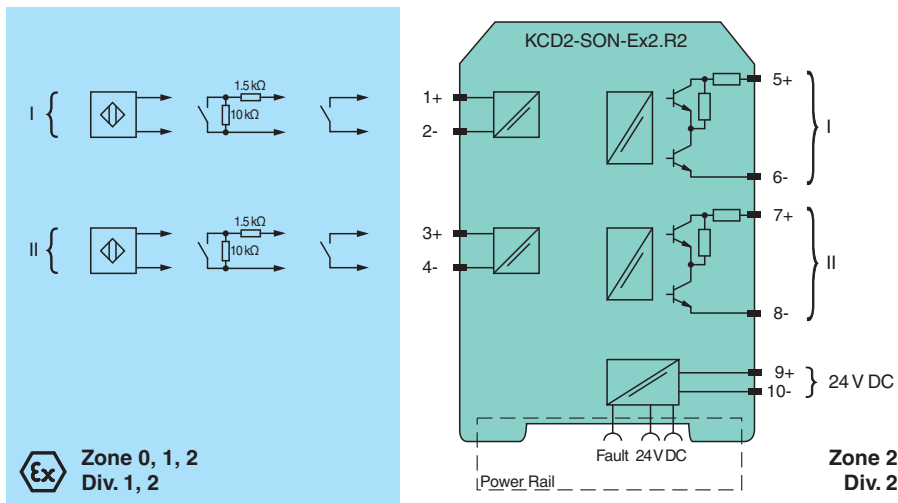 KCD2-SON-Ex2.R2
I
1.5 kΩ
10 kΩ
1+
2-
5+
6-
I
II
1.5 kΩ
10 kΩ
3+
4-
7+
8-
II
9+
10-
24 V DC
Fault 24 V DC
Power Rail
Ex
Zone 0, 1, 2
Div. 1, 2
Zone 2
Div. 2